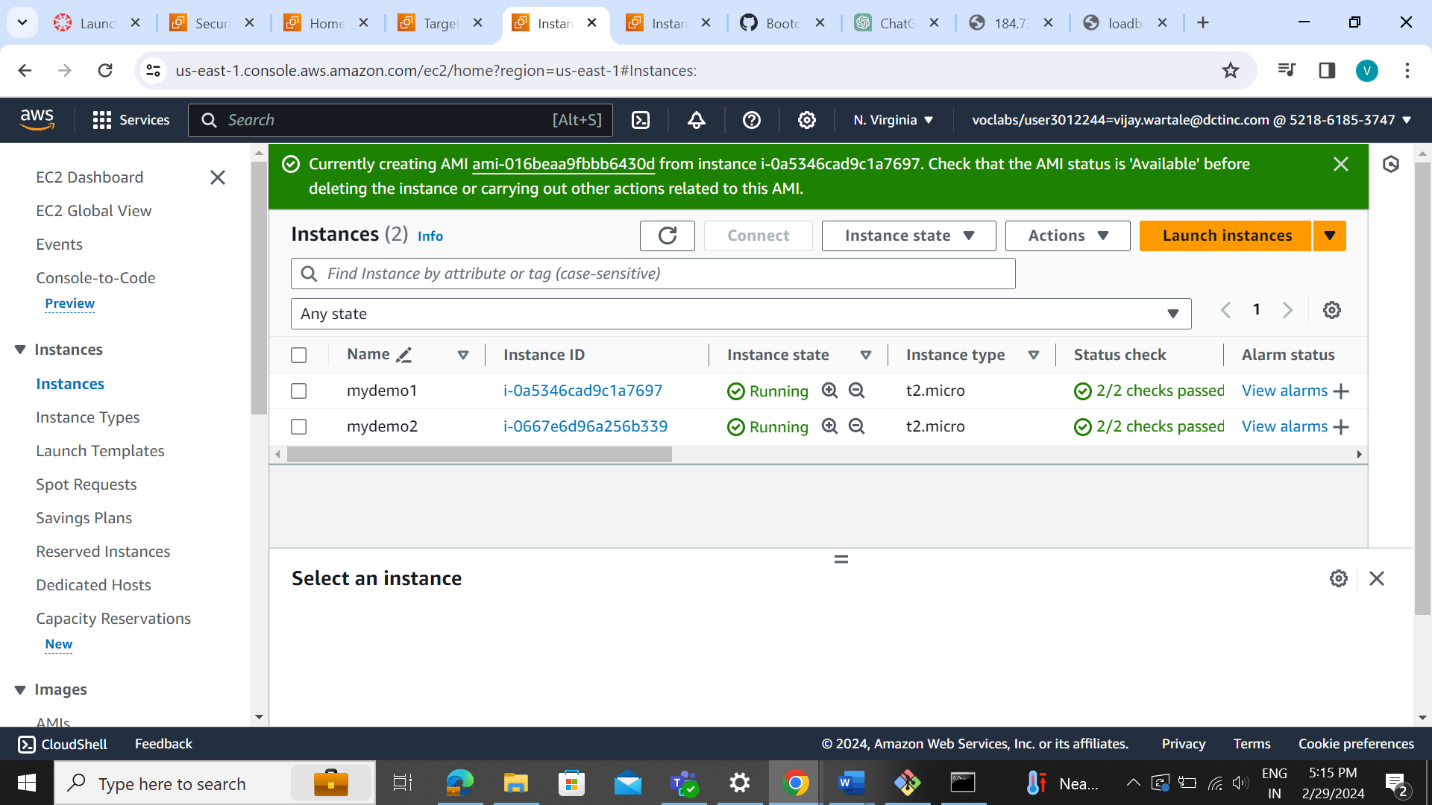 Launc
Securi
Home
Target
Instan
Instan
Bootc
ChatG
184.73
loadb
us-east-1.console.aws.amazon.com/ec2/home?region=us-east-1#Instances:
V
aws
Services
Search
[Alt+S]
N. Virginia
voclabs/user3012244=vijay.wartale@dctinc.com @ 5218-6185-3747
EC2 Dashboard
EC2 Global View
Events
Console-to-Code
Preview
Instances
Instances
Instance Types
Launch Templates
Spot Requests
Savings Plans
Reserved Instances
Dedicated Hosts
Capacity Reservations
New
Images
AMIs
Currently creating AMI ami-016beaa9fbbb6430d from instance i-0a5346cad9c1a7697. Check that the AMI status is 'Available' before
deleting the instance or carrying out other actions related to this AMI.
Instances (2) Info
Connect
Instance state
Actions
Launch instances
Find Instance by attribute or tag (case-sensitive)
Any state
1
Name Instance ID Instance state Instance type Status check Alarm status
mydemo1 i-0a5346cad9c1a7697 Running t2.micro 2/2 checks passed View alarms
mydemo2 i-0667e6d96a256b339 Running t2.micro 2/2 checks passed View alarms
Select an instance
CloudShell
Feedback
© 2024, Amazon Web Services, Inc. or its affiliates.
Privacy
Terms
Cookie preferences
Type here to search
Nea...
ENG
IN
5:15 PM
2/29/2024
2